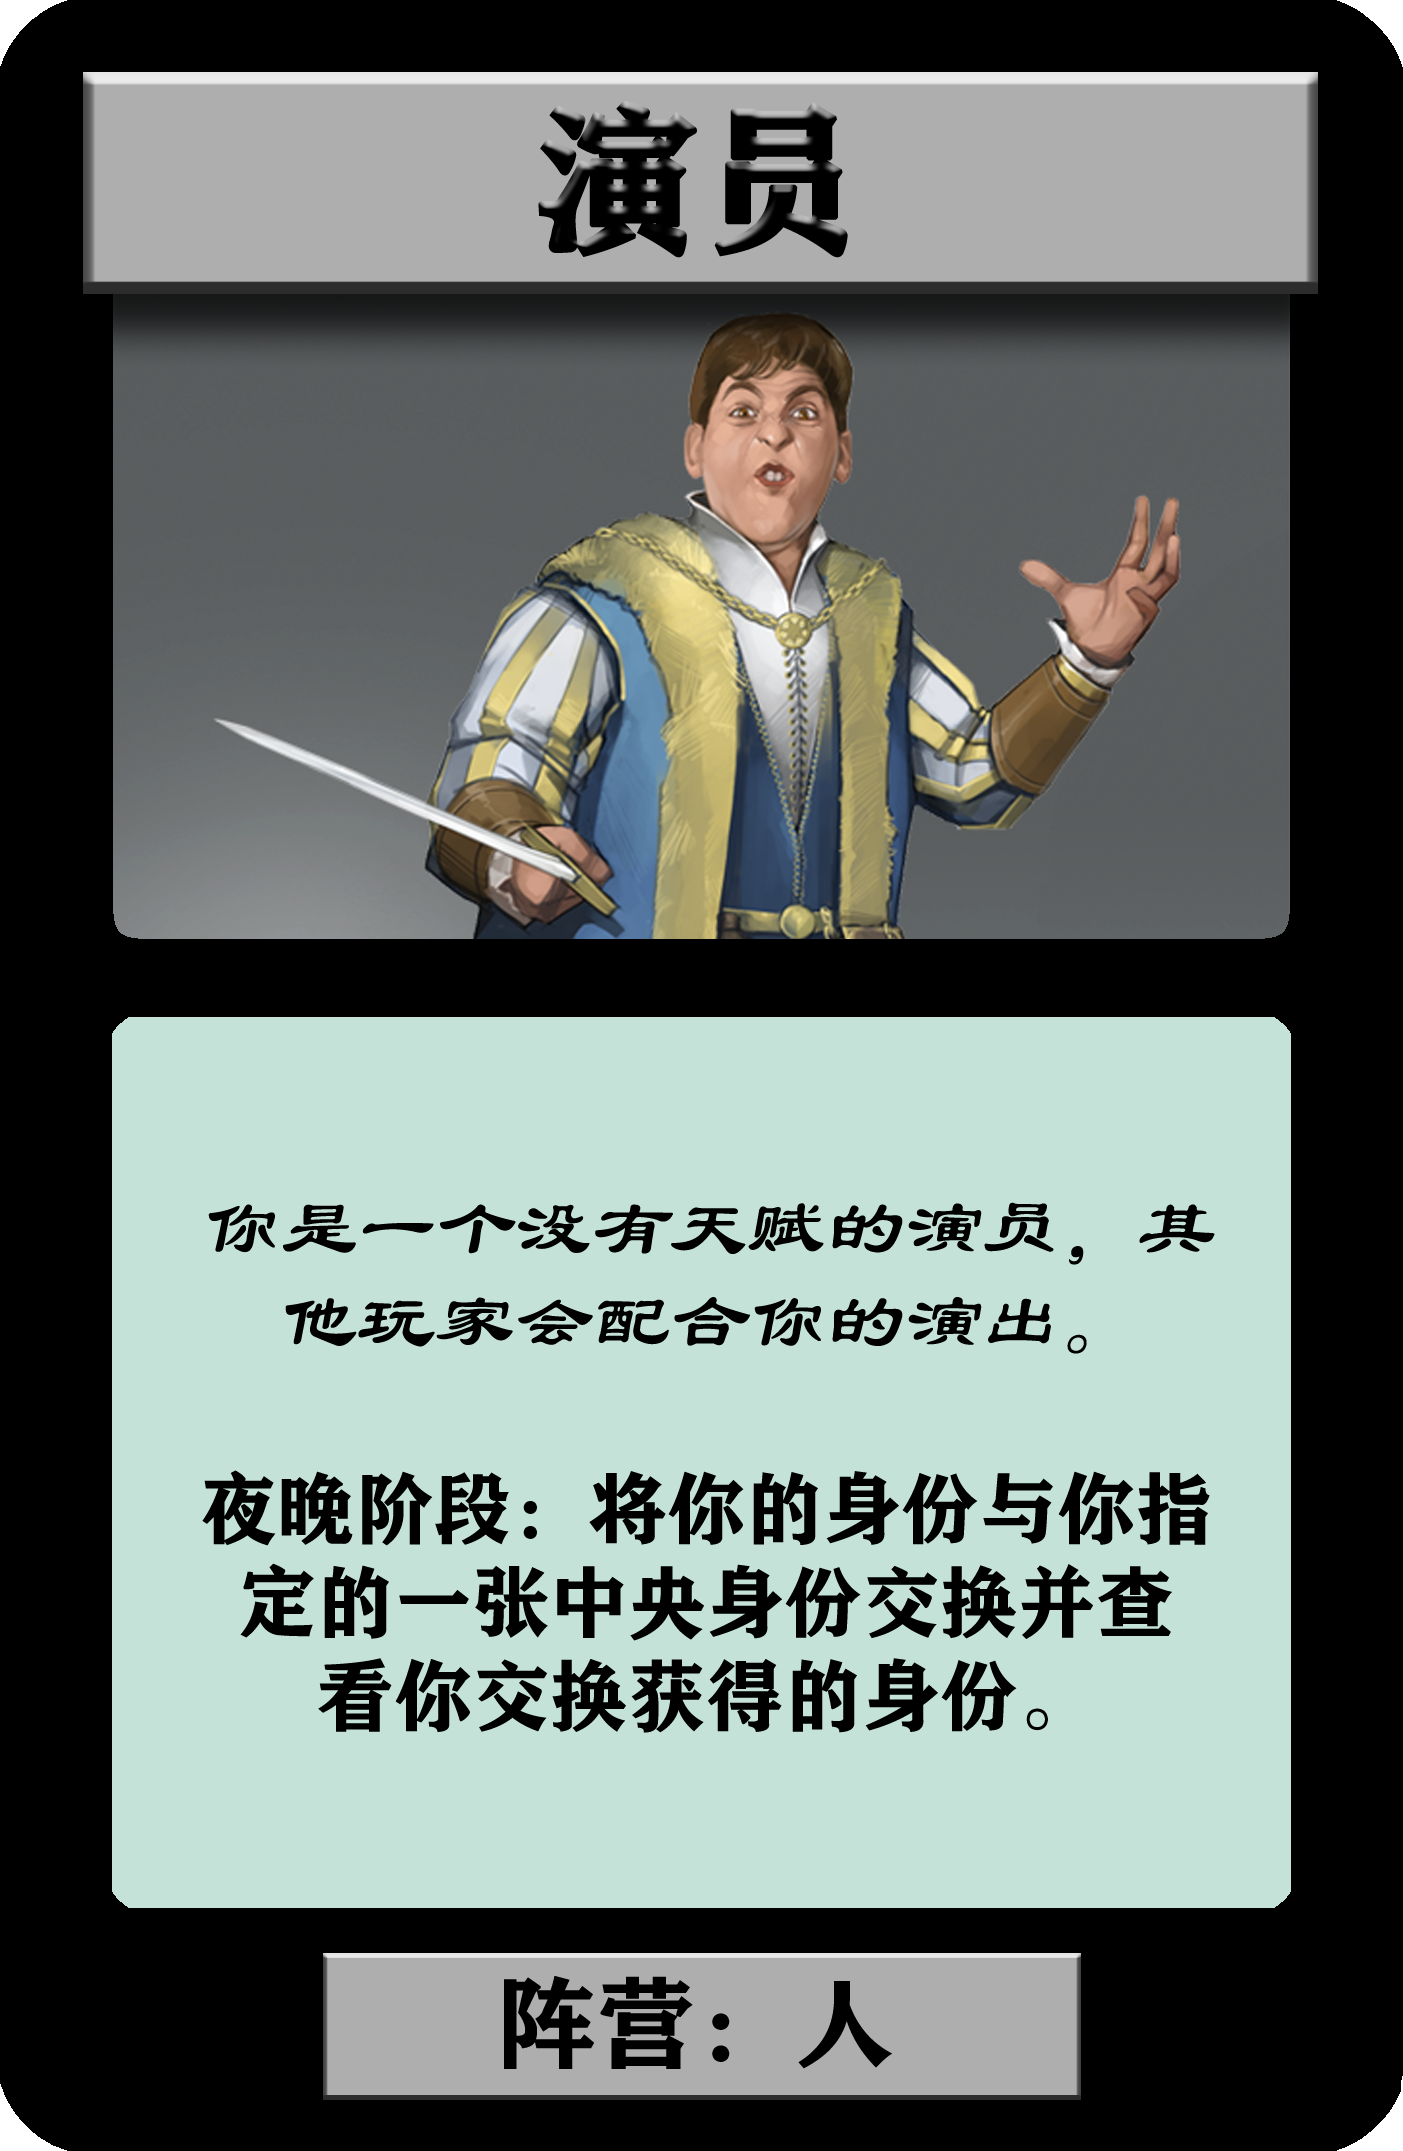 演员
你是一个没有天赋的演员，其
他玩家会配合你的演出。
夜晚阶段：将你的身份与你指
定的一张中央身份交换并查
看你交换获得的身份。
阵营：人